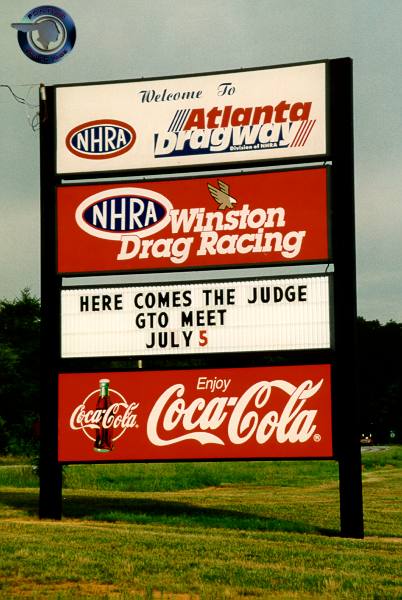 Welcome To
NHRA
Atlanta
Dragway
Division of NHRA
NHRA Winston
Drag Racing
HERE COMES THE JUDGE
GTO MEET
JULY 5
Enjoy
Coca-Cola
Coca-Cola®